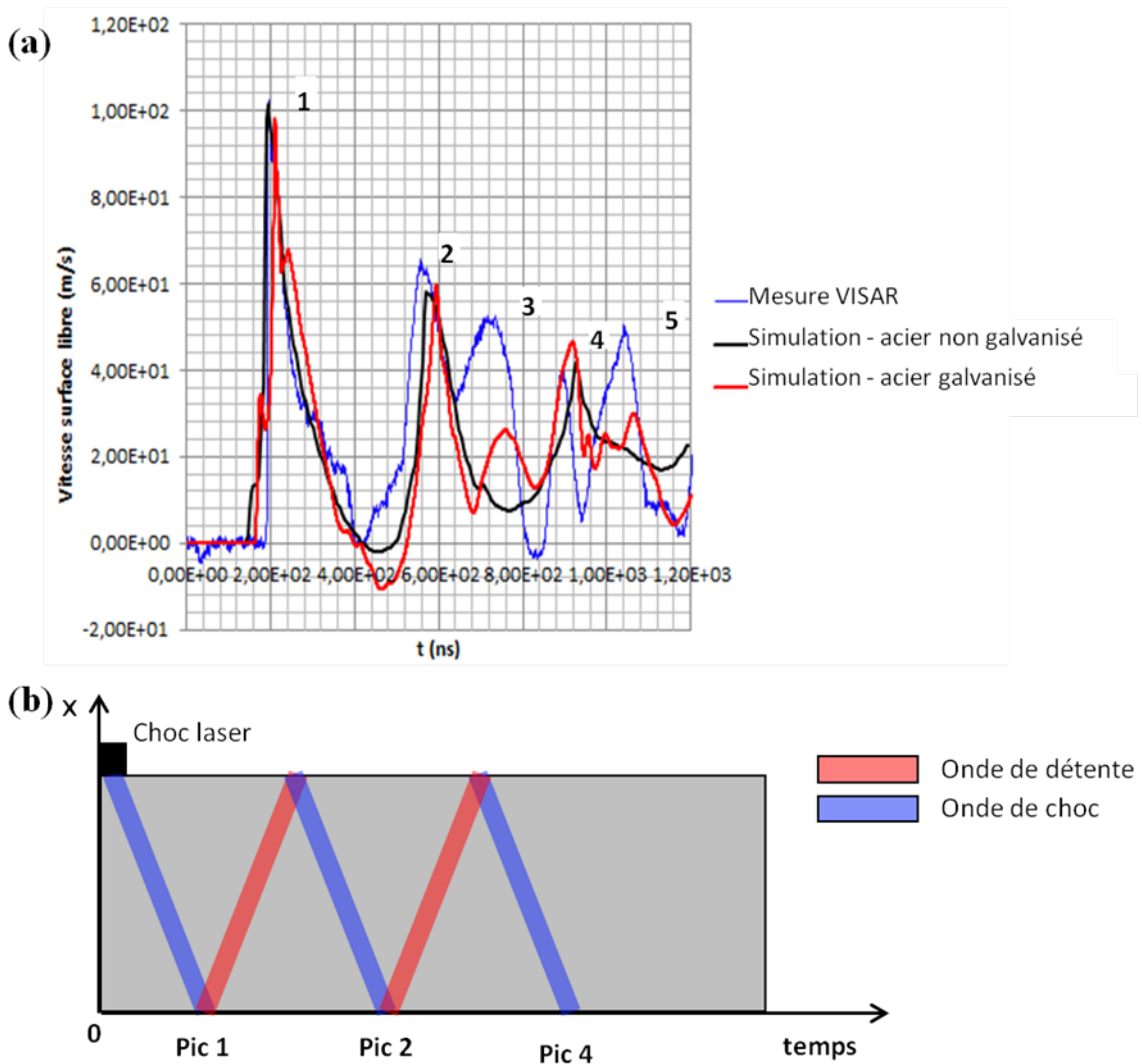 (a)
1,20E+02
1,00E+02
8,00E+01
6,00E+01
4,00E+01
2,00E+01
0,00E+00
-2,00E+01
Vitesse surface libre (m/s)
1
2
3
4
5
0,00E+00 2,00E+02 4,00E+02 6,00E+02 8,00E+02 1,00E+03 1,20E+03
t (ns)
Mesure VISAR
Simulation - acier non galvanisé
Simulation - acier galvanisé
(b)
x
Choc laser
Onde de détente
Onde de choc
0
Pic 1 Pic 2 Pic 4 temps